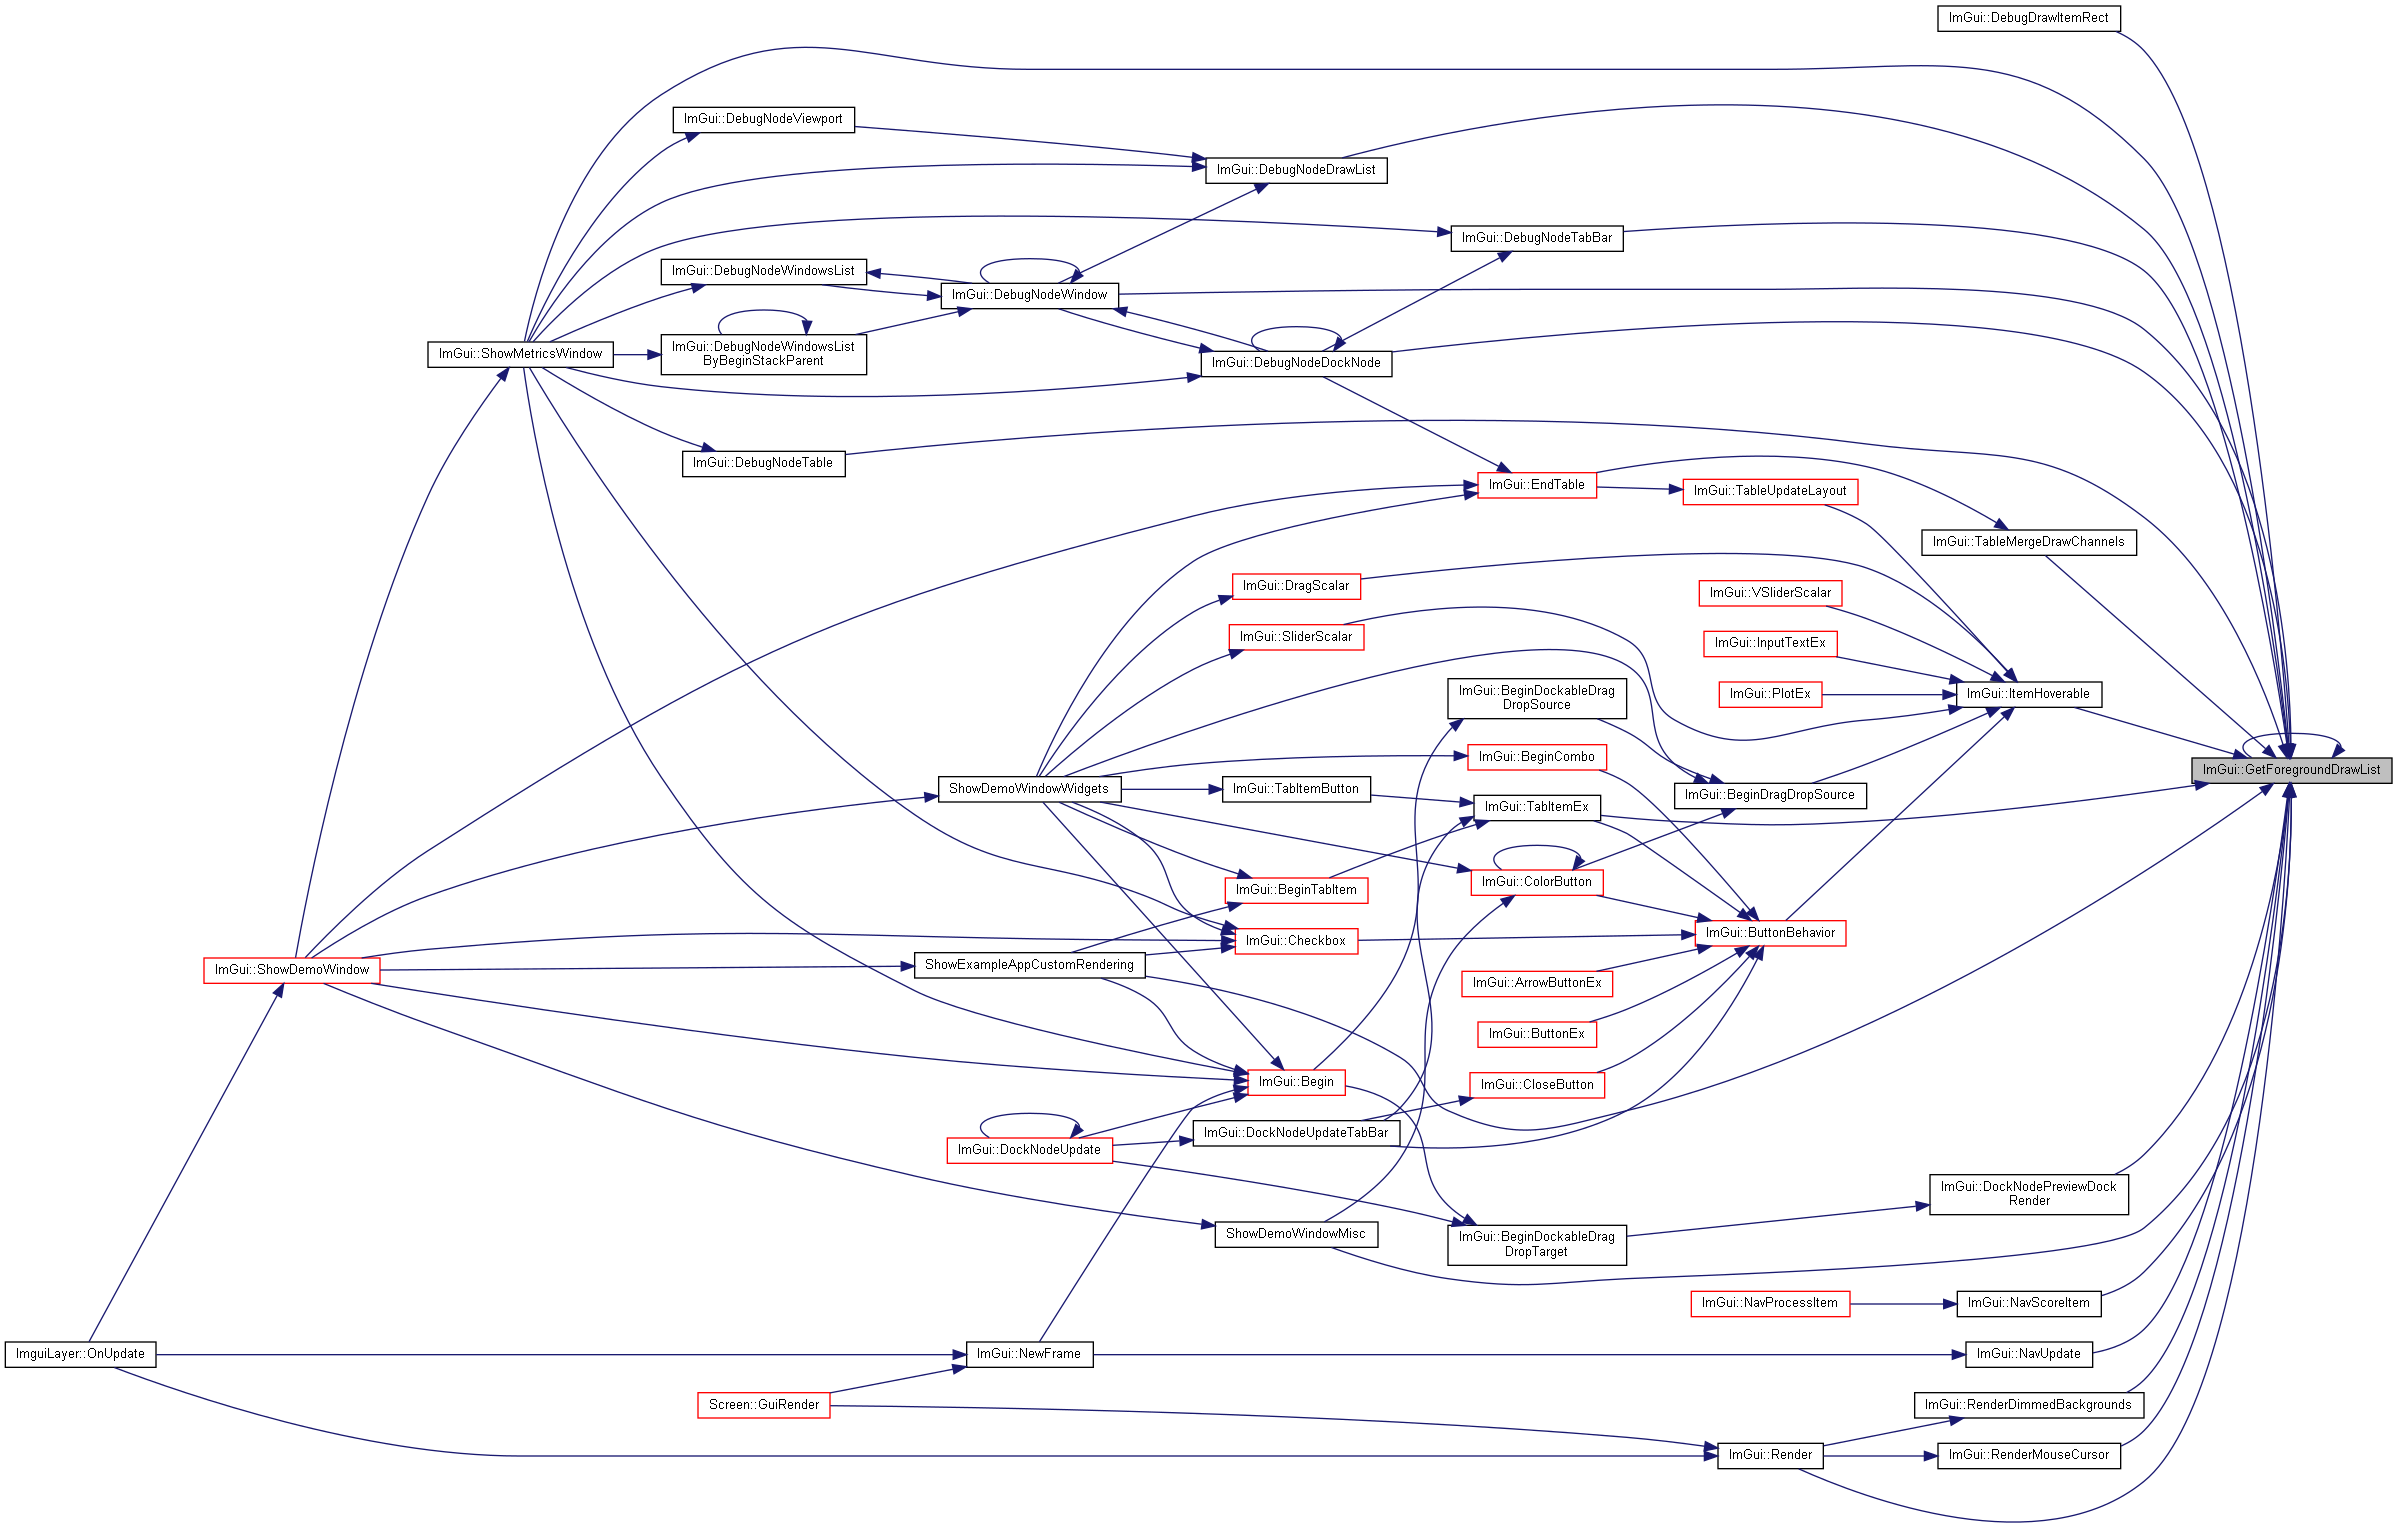 ImGui::DebugDrawItemRect
ImGui::DebugNodeViewport
ImGui::DebugNodeDrawList
ImGui::DebugNodeTabBar
ImGui::DebugNodeWindowsList
ImGui::DebugNodeWindow
ImGui::ShowMetricsWindow
ImGui::DebugNodeWindowsList
ByBeginStackParent
ImGui::DebugNodeDockNode
ImGui::DebugNodeTable
ImGui::EndTable
ImGui::TableUpdateLayout
ImGui::TableMergeDrawChannels
ImGui::DragScalar
ImGui::VSliderScalar
ImGui::SliderScalar
ImGui::InputTextEx
ImGui::BeginDockableDrag
DropSource
ImGui::PlotEx
ImGui::ItemHoverable
ImGui::BeginCombo
ImGui::GetForegroundDrawList
ShowDemoWindowWidgets
ImGui::TabItemButton
ImGui::TabItemEx
ImGui::BeginDragDropSource
ImGui::BeginTabItem
ImGui::ColorButton
ImGui::Checkbox
ImGui::ButtonBehavior
ImGui::ShowDemoWindow
ShowExampleAppCustomRendering
ImGui::ArrowButtonEx
ImGui::ButtonEx
ImGui::Begin
ImGui::CloseButton
ImGui::DockNodeUpdate
ImGui::DockNodeUpdateTabBar
ImGui::DockNodePreviewDock
Render
ShowDemoWindowMisc
ImGui::BeginDockableDrag
DropTarget
ImGui::NavProcessItem
ImGui::NavScoreItem
ImguiLayer::OnUpdate
ImGui::NewFrame
ImGui::NavUpdate
Screen::GuiRender
ImGui::RenderDimmedBackgrounds
ImGui::Render
ImGui::RenderMouseCursor